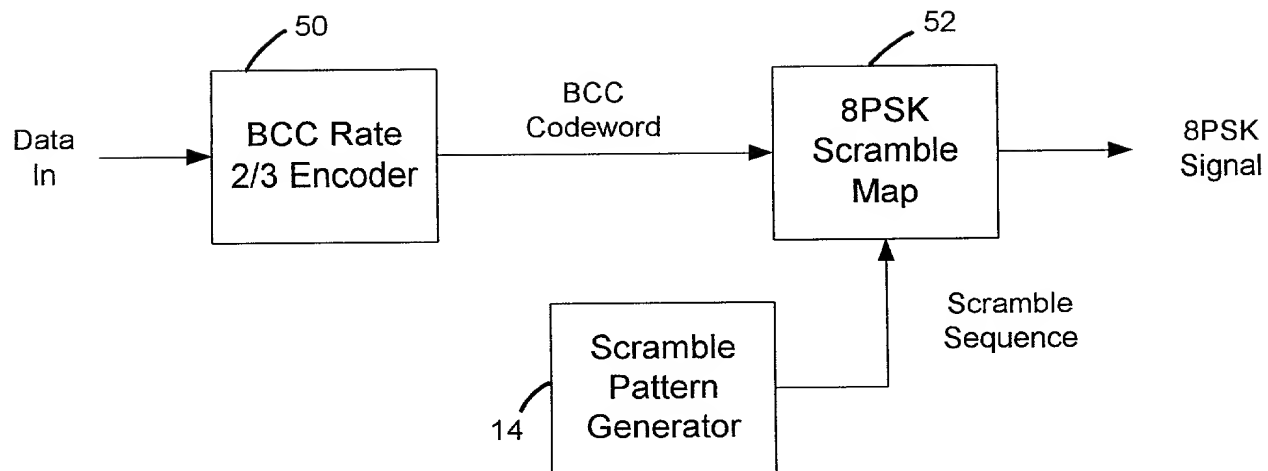 50
52
Data
In
BCC Rate
2/3 Encoder
BCC
Codeword
8PSK
Scramble
Map
8PSK
Signal
Scramble
Pattern
Generator
14
Scramble
Sequence